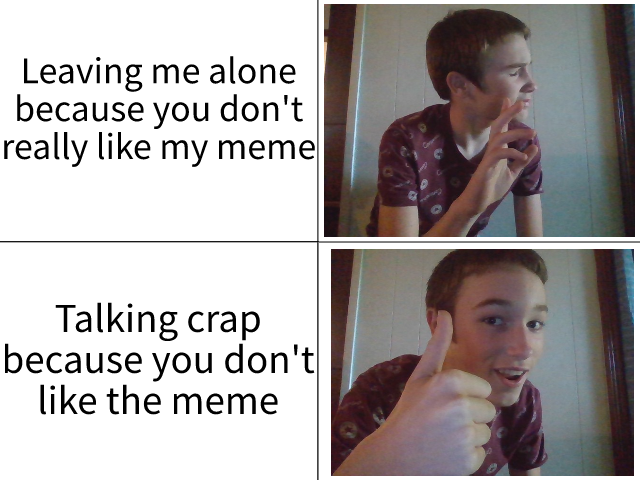 Leaving me alone
because you don't
really like my meme
Talking crap
because you don't
like the meme